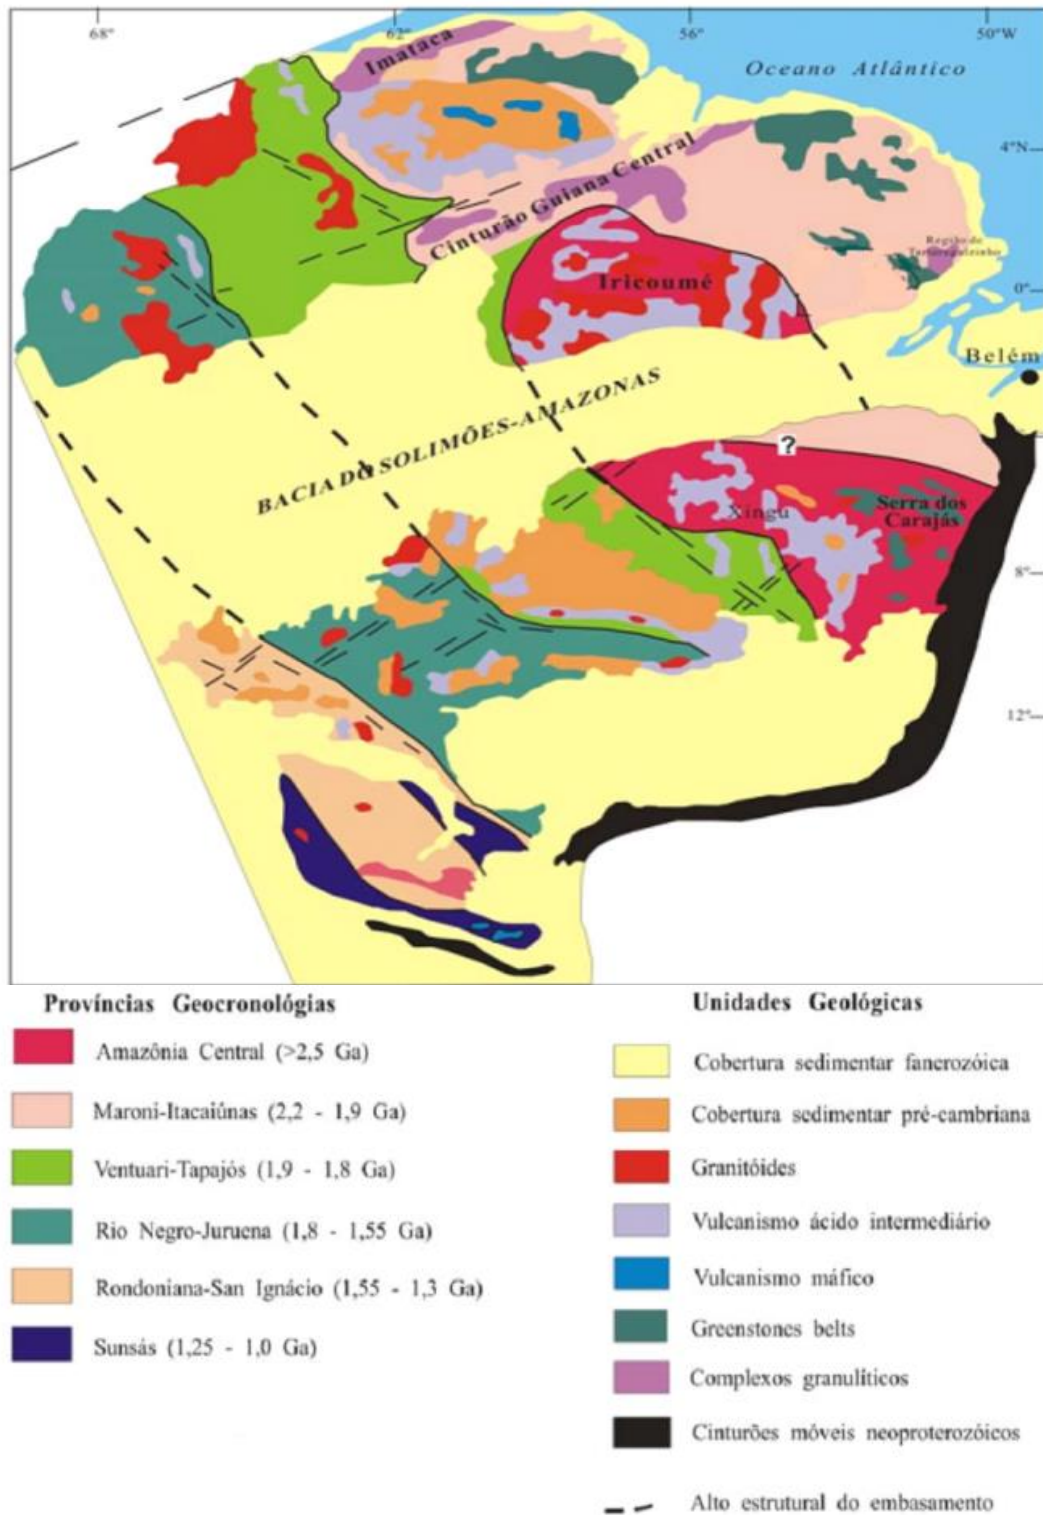 68°
62°
56°
50°W
Imataca
Oceano Atlântico
4°N
Cinturão Guiana Central
Região de
Tartarugalzinho
Iricoumé
0°
Belém
BACIA DO SOLIMÕES-AMAZONAS
?
Xingu
Serra dos
Carajás
8°
12°
Províncias Geocronológias
Amazônia Central (>2,5 Ga)
Maroni-Itacaiúnas (2,2 - 1,9 Ga)
Ventuari-Tapajós (1,9 - 1,8 Ga)
Rio Negro-Juruena (1,8 - 1,55 Ga)
Rondoniana-San Ignácio (1,55 - 1,3 Ga)
Sunsás (1,25 - 1,0 Ga)
Unidades Geológicas
Cobertura sedimentar fanerozóica
Cobertura sedimentar pré-cambriana
Granitóides
Vulcanismo ácido intermediário
Vulcanismo máfico
Greenstones belts
Complexos granulíticos
Cinturões móveis neoproterozóicos
Alto estrutural do embasamento